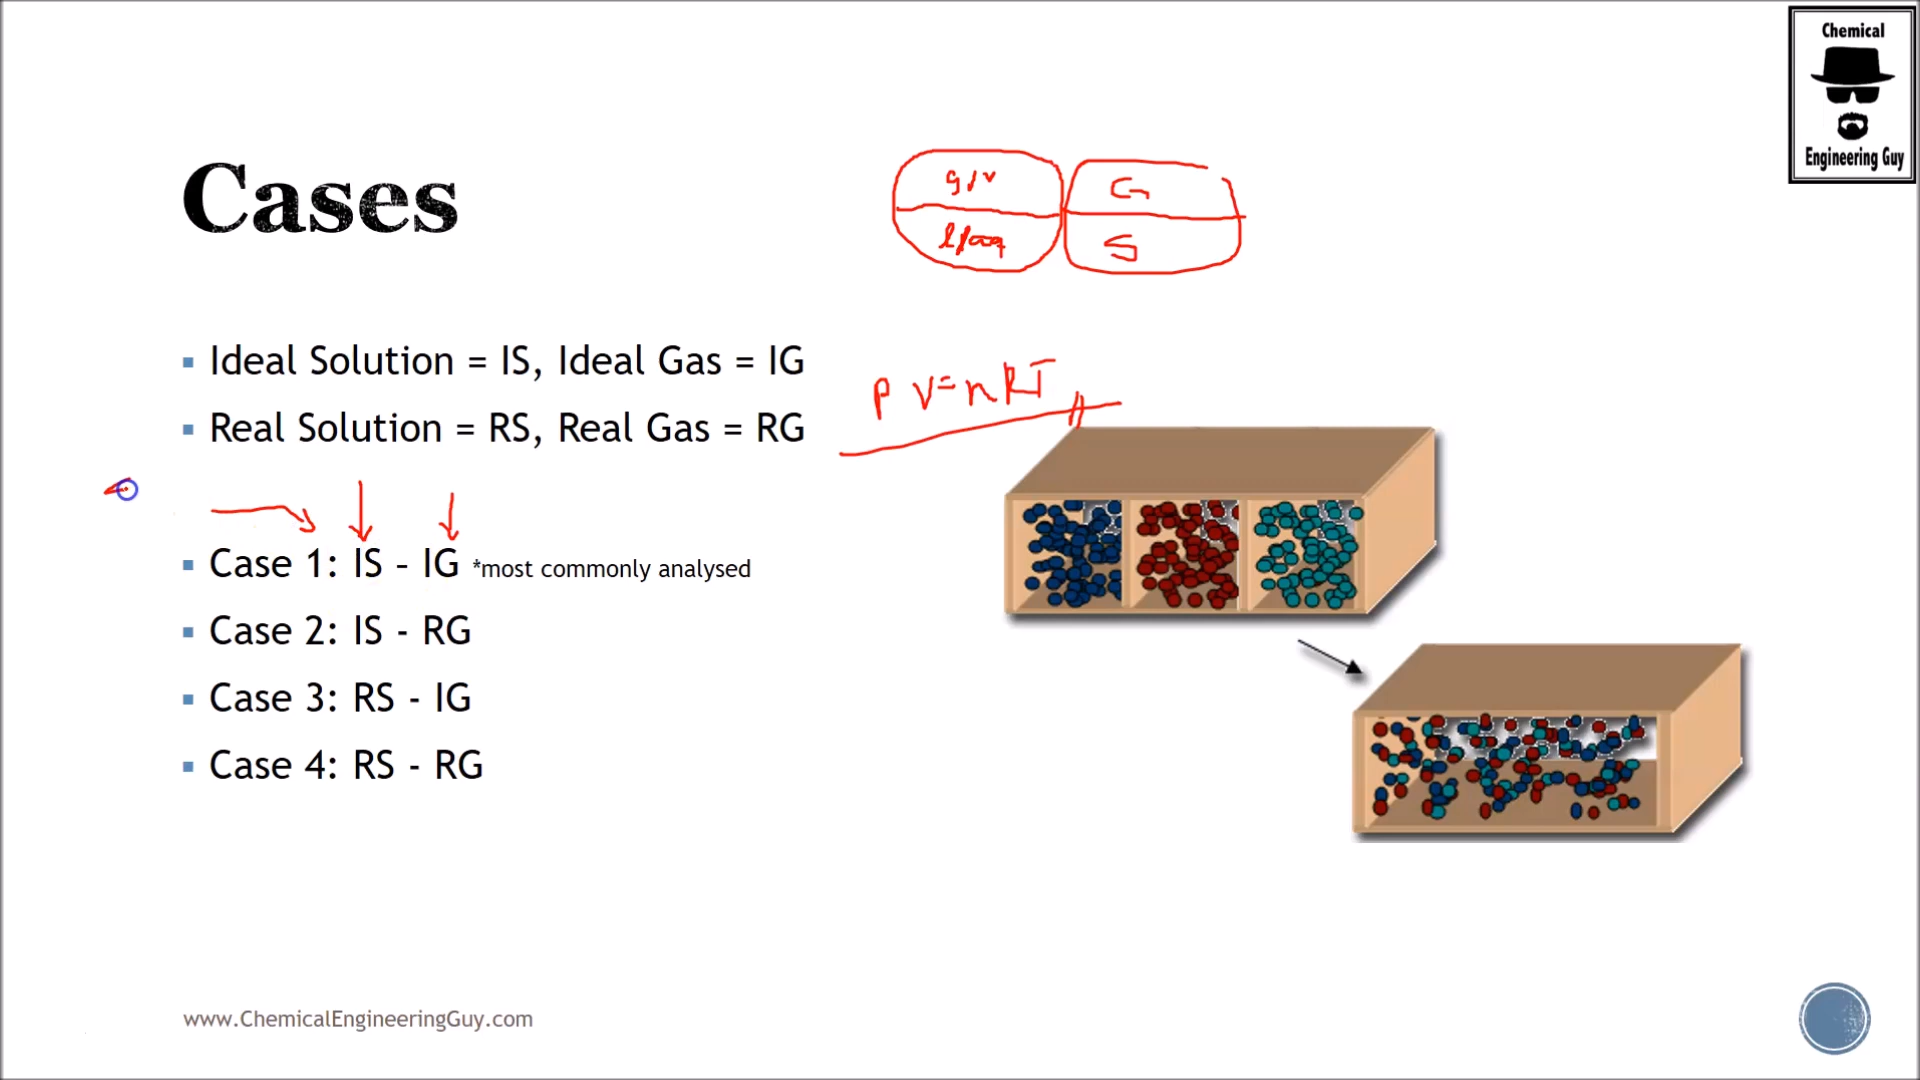 Chemical
Engineering Guy
Cases
g/v
G
l/aq
S
Ideal Solution = IS, Ideal Gas = IG
PV=nRT
Real Solution = RS, Real Gas = RG
Case 1: IS - IG *most commonly analysed
Case 2: IS - RG
Case 3: RS - IG
Case 4: RS - RG
www.ChemicalEngineeringGuy.com